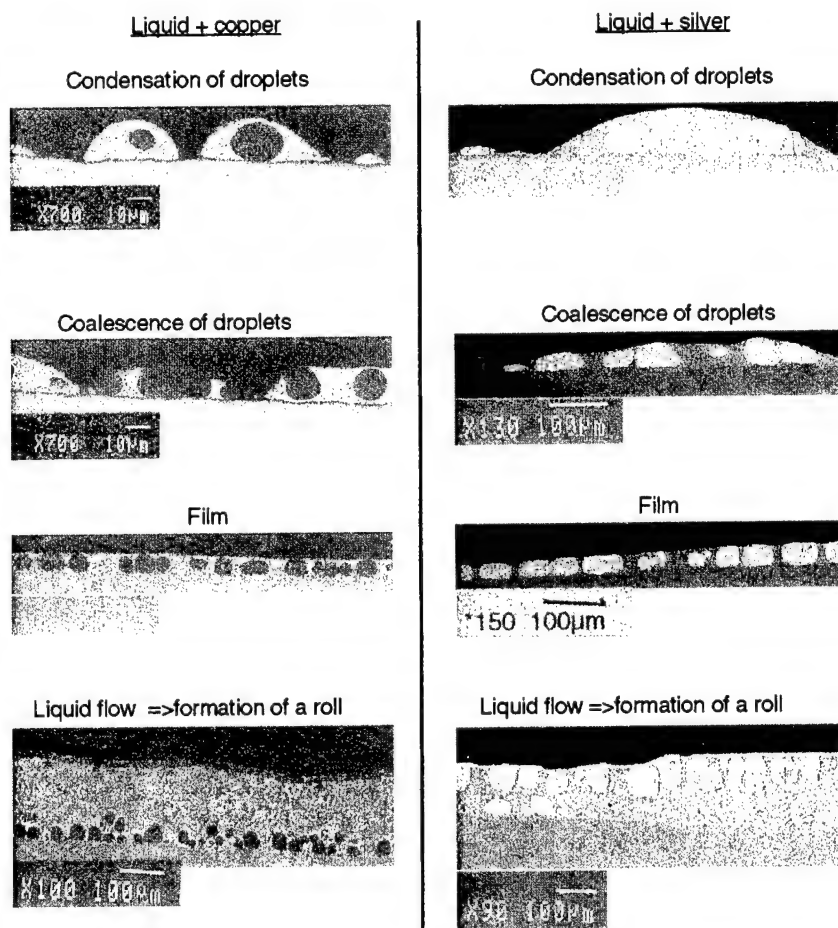 Liquid + copper
Condensation of droplets
X700 10µm
Coalescence of droplets
X700 10µm
Film
Liquid flow =>formation of a roll
X100 100µm
Liquid + silver
Condensation of droplets
Coalescence of droplets
X130 100µm
Film
*150 100µm
Liquid flow =>formation of a roll
X90 100µm